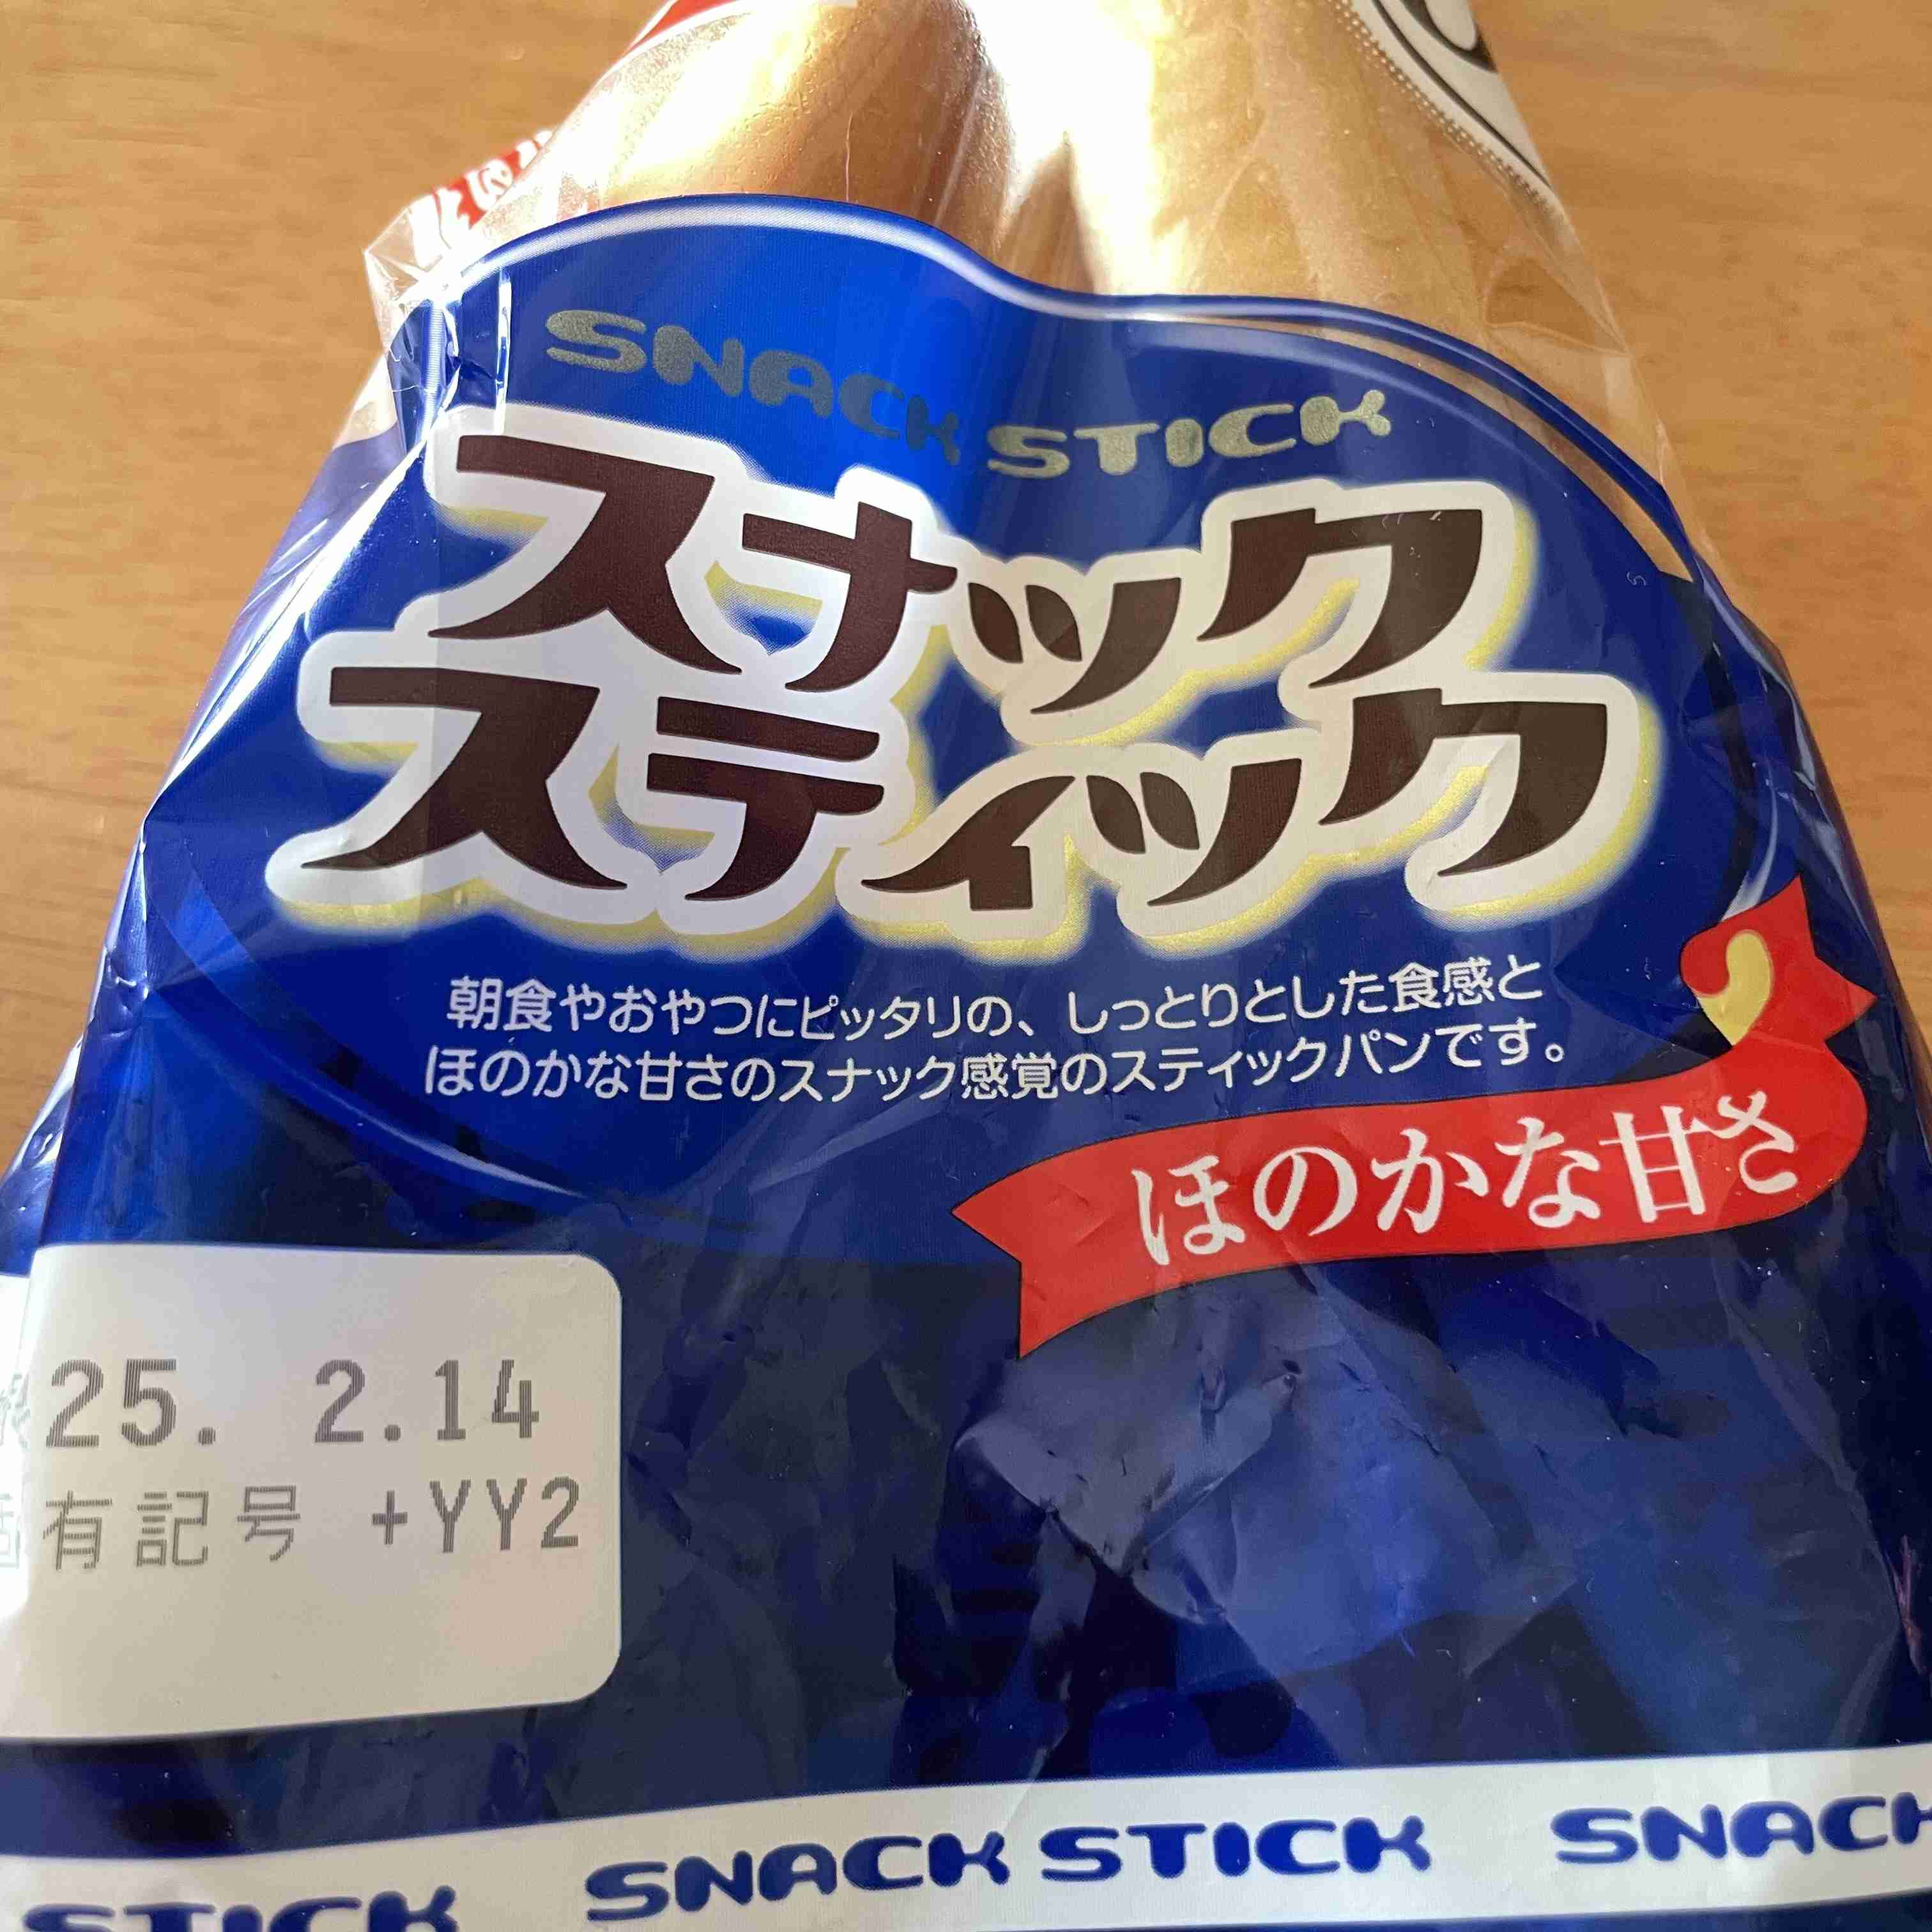 SNACK STICK
スナック
スティック
朝食やおやつにピッタリの、しっとりとした食感と
ほのかな甘さのスナック感覚のスティックパンです。
ほのかな甘さ
25. 2.14
有記号 +YY2
STICK SNACK STICK SNACK